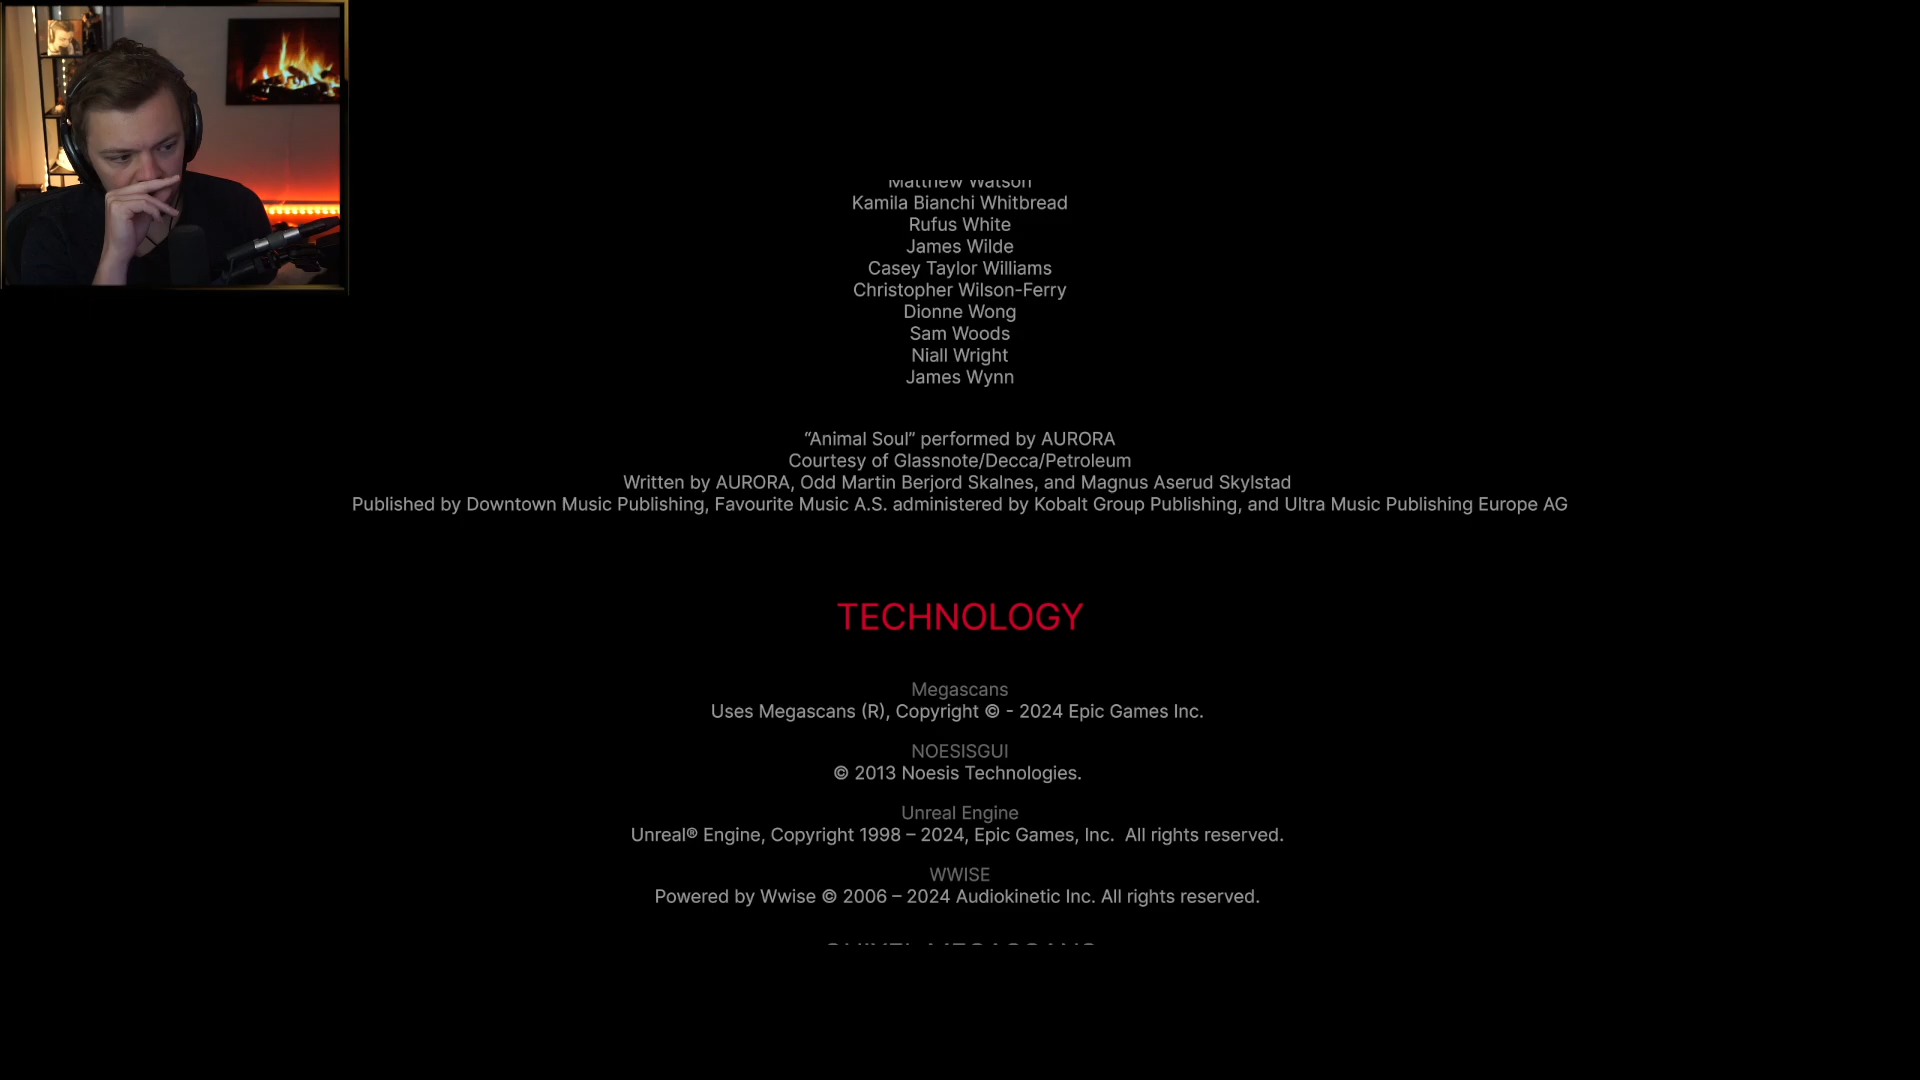 Matthew Watson
Kamila Bianchi Whitbread
Rufus White
James Wilde
Casey Taylor Williams
Christopher Wilson-Ferry
Dionne Wong
Sam Woods
Niall Wright
James Wynn
“Animal Soul” performed by AURORA
Courtesy of Glassnote/Decca/Petroleum
Written by AURORA, Odd Martin Berjord Skalnes, and Magnus Aserud Skylstad
Published by Downtown Music Publishing, Favourite Music A.S. administered by Kobalt Group Publishing, and Ultra Music Publishing Europe AG
TECHNOLOGY
Megascans
Uses Megascans (R), Copyright © - 2024 Epic Games Inc.
NOESISGUI
© 2013 Noesis Technologies.
Unreal Engine
Unreal® Engine, Copyright 1998 – 2024, Epic Games, Inc.  All rights reserved.
WWISE
Powered by Wwise © 2006 – 2024 Audiokinetic Inc. All rights reserved.